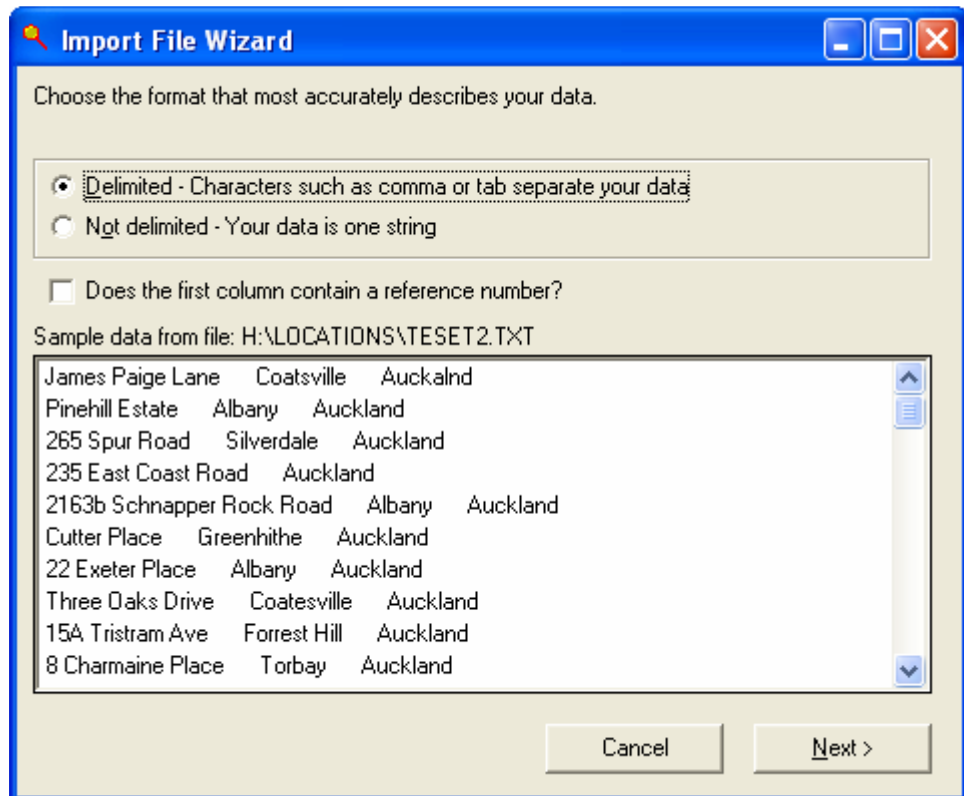 Import File Wizard
Choose the format that most accurately describes your data.
Delimited - Characters such as comma or tab separate your data
Not delimited - Your data is one string
Does the first column contain a reference number?
Sample data from file: H:\LOCATIONS\TESET2.TXT
James Paige Lane Coatsville Auckalnd
Pinehill Estate Albany Auckland
265 Spur Road Silverdale Auckland
235 East Coast Road Auckland
2163b Schnapper Rock Road Albany Auckland
Cutter Place Greenhithe Auckland
22 Exeter Place Albany Auckland
Three Oaks Drive Coatesville Auckland
15A Tristram Ave Forrest Hill Auckland
8 Charmaine Place Torbay Auckland
Cancel Next >